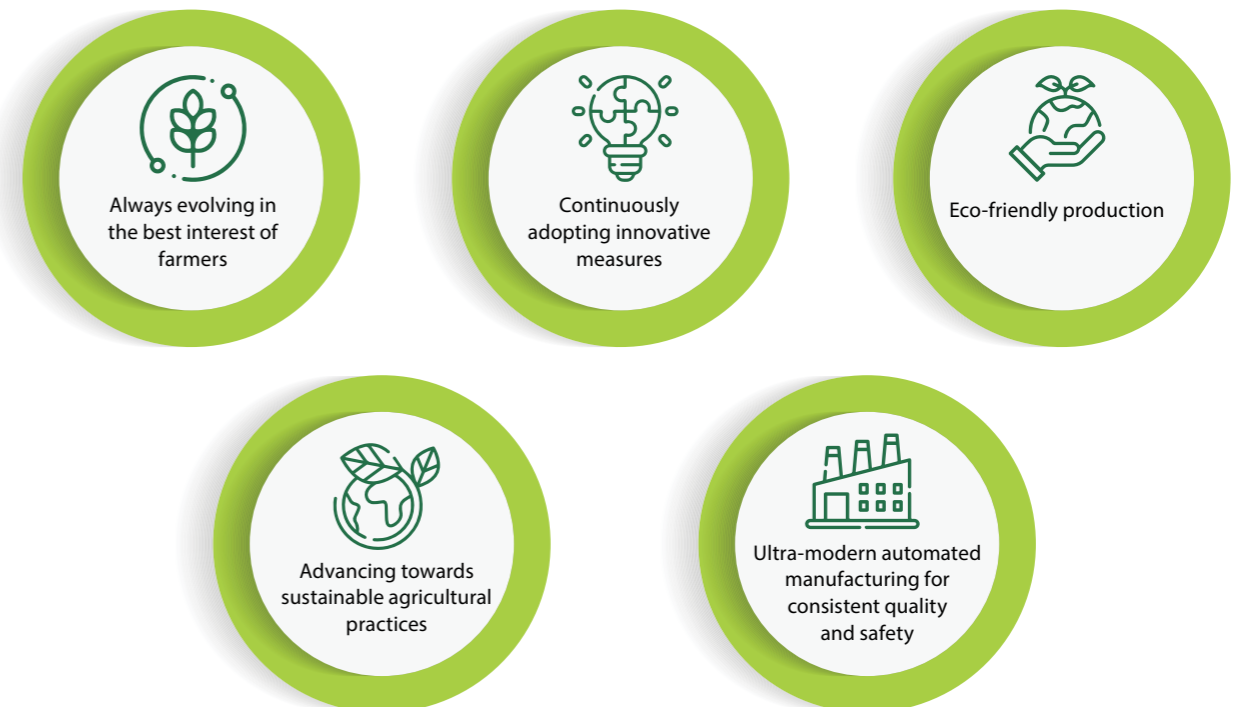 Always evolving in
the best interest of
farmers
Continuously
adopting innovative
measures
Eco-friendly production
Advancing towards
sustainable agricultural
practices
Ultra-modern automated
manufacturing for
consistent quality
and safety